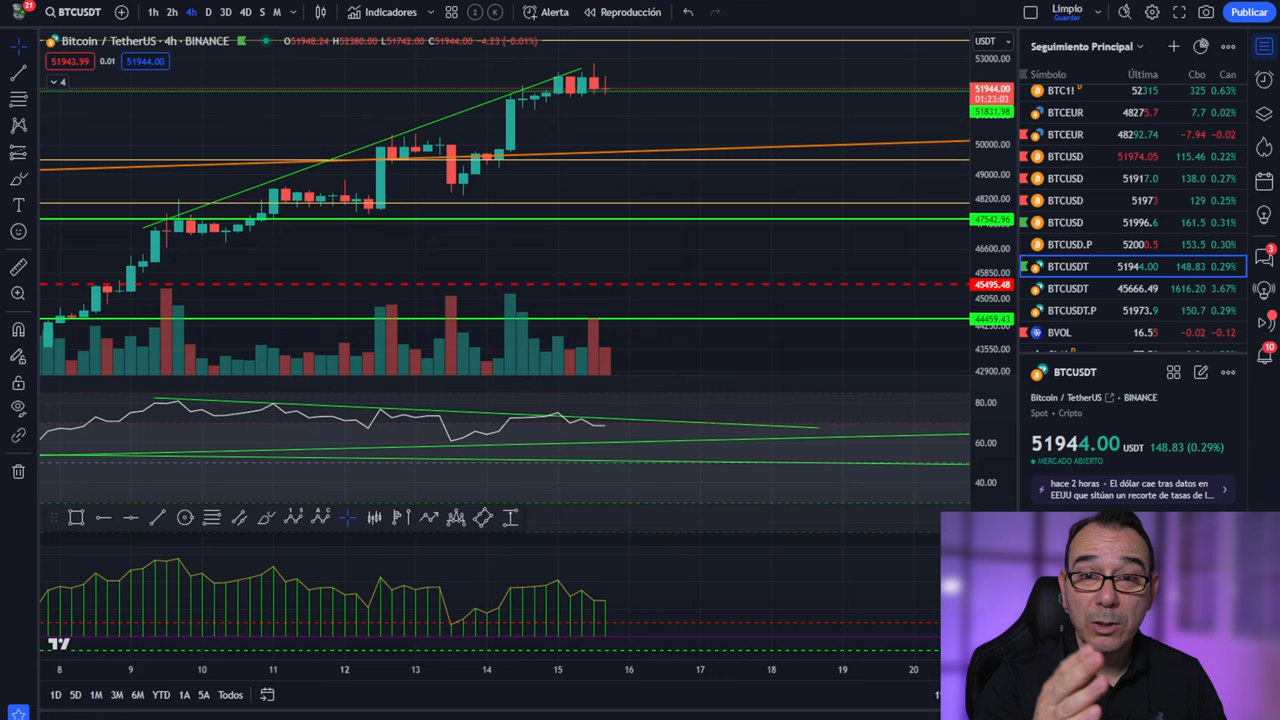 21
BTCUSDT
1h 2h 4h D 3D 4D S M
Indicadores
2 K
Alerta
Reproducción
Limpio
Guardar
Publicar
Bitcoin / TetherUS · 4h · BINANCE
O51948.24 H52380.00 L51742.00 C51944.00 -4.23 (-0.01%)
51943.99 0.01 51944.00
4
USDT
53000.00
51944.00
01:23:03
51831.98
50000.00
49000.00
48200.00
47542.96
46600.00
45850.00
45495.48
45050.00
44459.43
43550.00
42900.00
80.00
60.00
40.00
8 9 10 11 12 13 14 15 16 17 18 19 20
1D 5D 1M 3M 6M YTD 1A 5A Todos
Seguimiento Principal
Símbolo Última Cbo Can
BTC1! D 52315 325 0.63%
BTCEUR 48275.7 7.7 0.02%
BTCEUR 48292.74 -7.94 -0.02
BTCUSD 51974.05 115.46 0.22%
BTCUSD 51917.0 138.0 0.27%
BTCUSD 51973 129 0.25%
BTCUSD 51996.6 161.5 0.31%
BTCUSD.P 52000.5 153.5 0.30%
BTCUSDT 51944.00 148.83 0.29%
BTCUSDT 45666.49 1616.20 3.67%
BTCUSDT.P 51973.9 150.7 0.29%
BVOL 16.55 -0.02 -0.12
BTCUSDT
Bitcoin / TetherUS · BINANCE
Spot • Cripto
51944.00 USDT 148.83 (0.29%)
MERCADO ABIERTO
hace 2 horas • El dólar cae tras datos en
EEUU que sitúan un recorte de tasas de l...
3
10